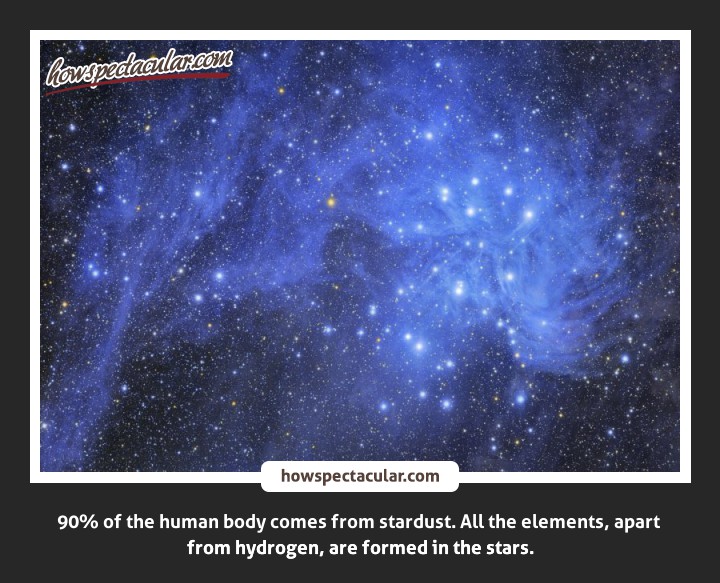 howspectacular.com
howspectacular.com
90% of the human body comes from stardust. All the elements, apart
from hydrogen, are formed in the stars.